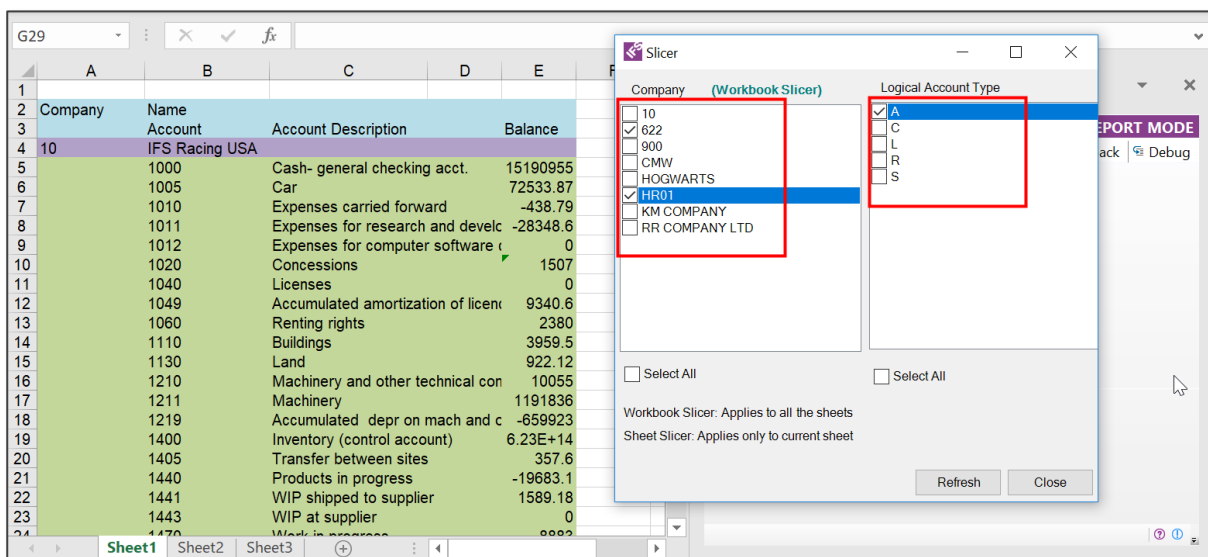 G29
fx
A B C D E F
1
2 Company Name
3 Account Account Description Balance
4 10 IFS Racing USA
5 1000 Cash- general checking acct. 15190955
6 1005 Car 72533.87
7 1010 Expenses carried forward -438.79
8 1011 Expenses for research and develc -28348.6
9 1012 Expenses for computer software 0
10 1020 Concessions 1507
11 1040 Licenses 0
12 1049 Accumulated amortization of licenc 9340.6
13 1060 Renting rights 2380
14 1110 Buildings 3959.5
15 1130 Land 922.12
16 1210 Machinery and other technical con 10055
17 1211 Machinery 1191836
18 1219 Accumulated depr on mach and c -659923
19 1400 Inventory (control account) 6.23E+14
20 1405 Transfer between sites 357.6
21 1440 Products in progress -19683.1
22 1441 WIP shipped to supplier 1589.18
23 1443 WIP at supplier 0
24 1470 Work in progress 8883
Sheet1 Sheet2 Sheet3
IFS Slicer
Company (Workbook Slicer)
10
622
900
CMW
HOGWARTS
HR01
KM COMPANY
RR COMPANY LTD
Select All
Logical Account Type
A
C
L
R
S
Select All
Workbook Slicer: Applies to all the sheets
Sheet Slicer: Applies only to current sheet
Refresh Close
EPORT MODE
ack Debug